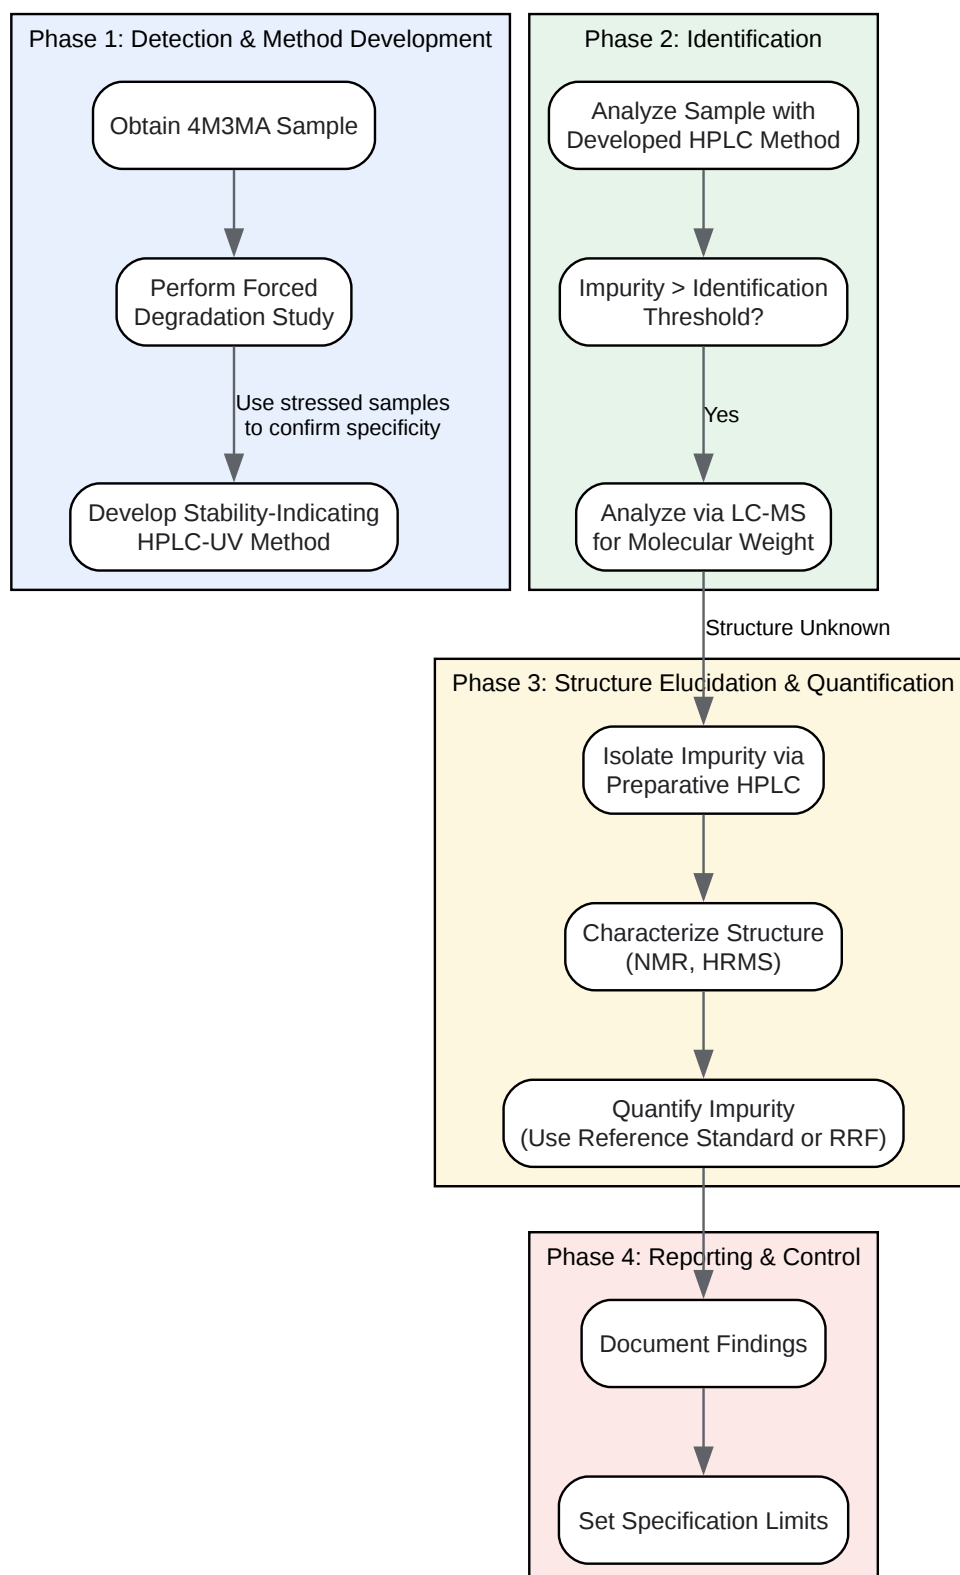 Phase 1: Detection & Method Development
Obtain 4M3MA Sample
Perform Forced
Degradation Study
Use stressed samples
to confirm specificity
Develop Stability-Indicating
HPLC-UV Method
Phase 2: Identification
Analyze Sample with
Developed HPLC Method
Impurity > Identification
Threshold?
Yes
Analyze via LC-MS
for Molecular Weight
Structure Unknown
Phase 3: Structure Elucidation & Quantification
Isolate Impurity via
Preparative HPLC
Characterize Structure
(NMR, HRMS)
Quantify Impurity
(Use Reference Standard or RRF)
Phase 4: Reporting & Control
Document Findings
Set Specification Limits